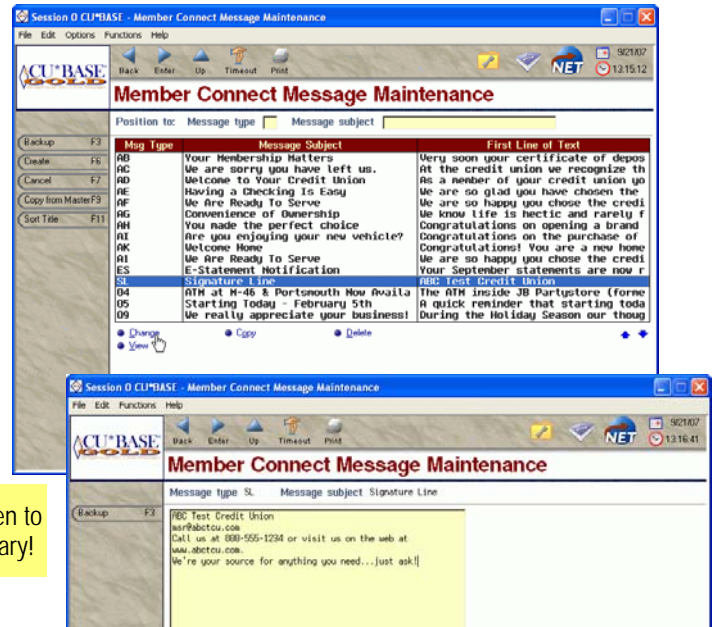 Session 0 CU*BASE - Member Connect Message Maintenance
File Edit Options Functions Help
CU*BASE GOLD
Back Enter Up Timeout Print
NET
9/21/07
13:15:12
Member Connect Message Maintenance
Position to: Message type Message subject
Backup F3
Create F6
Cancel F7
Copy from Master F9
Sort Title F11
Msg Type Message Subject First Line of Text
AB Your Membership Matters Very soon your certificate of depos
AC We are sorry you have left us. At the credit union we recognize th
AD Welcome to Your Credit Union As a member of your credit union yo
AE Having a Checking Is Easy We are so glad you have chosen the
AF We Are Ready To Serve We are so happy you chose the credi
AG Convenience of Ownership We know life is hectic and rarely f
AH You made the perfect choice Congratulations on opening a brand
AI Are you enjoying your new vehicle? Congratulations on the purchase of
AK Welcome Home Congratulations! You are a new home
A1 We Are Ready To Serve We are so happy you chose the credi
ES E-Statement Notification Your September statements are now r
SL Signature Line ABC Test Credit Union
04 ATM at M-46 & Portsmouth Now Availa The ATM inside JB Partystore (forme
05 Starting Today - February 5th A quick reminder that starting toda
09 We really appreciate your business! During the Holiday Season our thoug
Change Copy Delete
View
Session 0 CU*BASE - Member Connect Message Maintenance
File Edit Functions Help
CU*BASE GOLD
Back Enter Up Timeout Print
NET
9/21/07
13:16:41
Member Connect Message Maintenance
Message type SL Message subject Signature Line
Backup F3
ABC Test Credit Union
msr@abctcu.com
Call us at 800-555-1234 or visit us on the web at
www.abctcu.com.
We're your source for anything you need...just ask!
en to
ary!